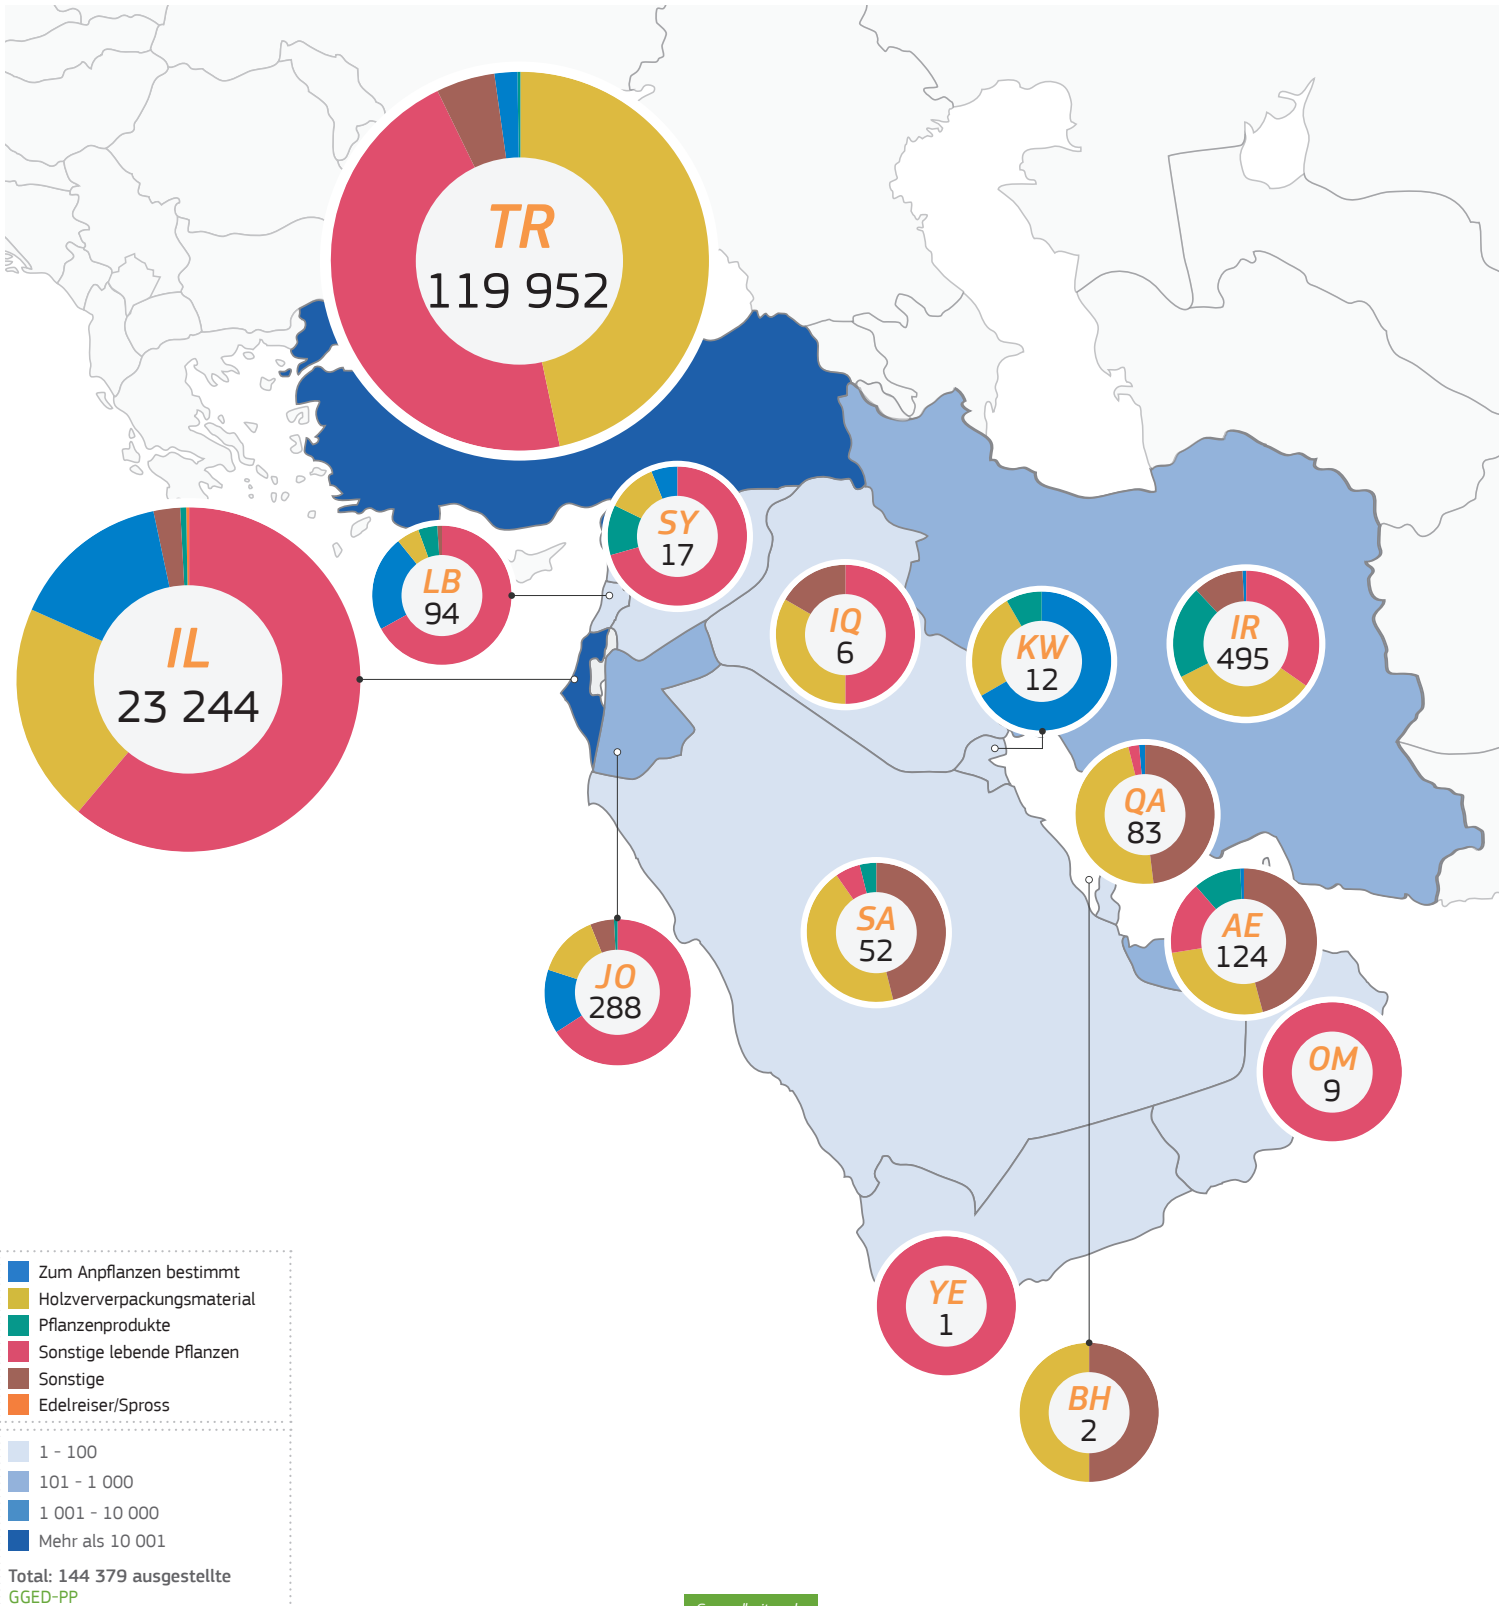 TR
119 952
SY
17
LB
94
IQ
6
KW
12
IR
495
IL
23 244
QA
83
SA
52
AE
124
JO
288
OM
9
YE
1
BH
2
Zum Anpflanzen bestimmt
Holzververpackungsmaterial
Pflanzenprodukte
Sonstige lebende Pflanzen
Sonstige
Edelreiser/Spross
1 - 100
101 - 1 000
1 001 - 10 000
Mehr als 10 001
Total: 144 379 ausgestellte
GGED-PP